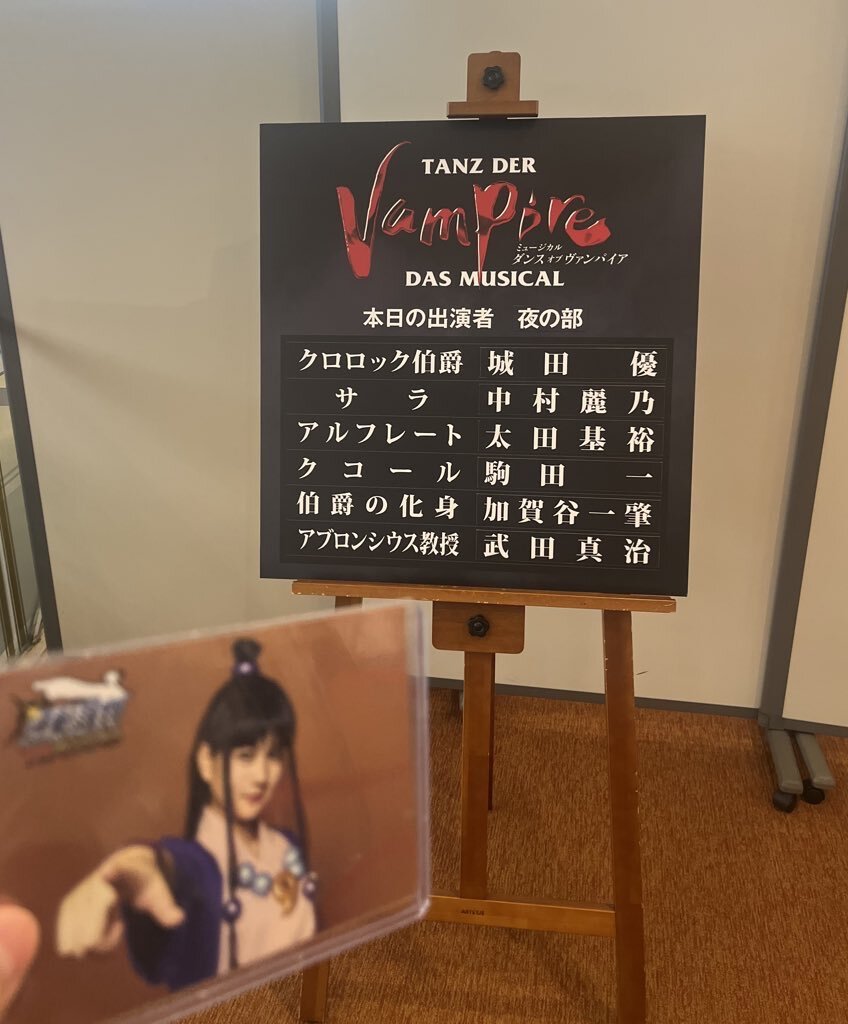 TANZ DER
Vampire
ミュージカル
ダンス オブ ヴァンパイア
DAS MUSICAL
本日の出演者 夜の部
クロロック伯爵 城田 優
サラ 中村麗乃
アルフレート 太田基裕
クコール 駒田 一
伯爵の化身 加賀谷一肇
アブロンシウス教授 武田真治